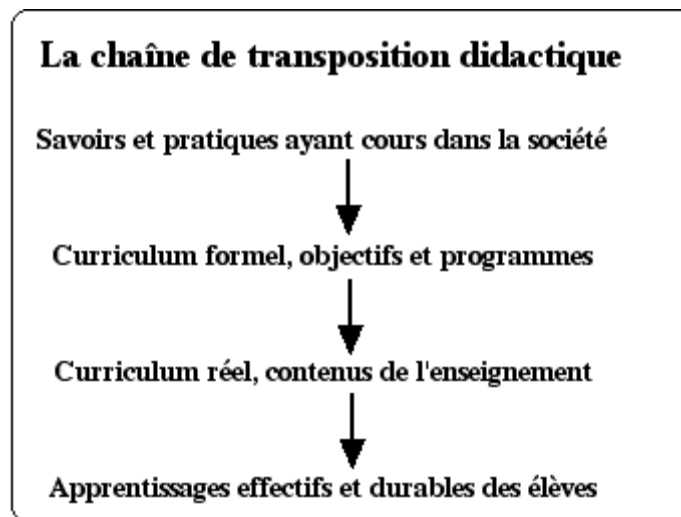 La chaîne de transposition didactique
Savoirs et pratiques ayant cours dans la société
Curriculum formel, objectifs et programmes
Curriculum réel, contenus de l'enseignement
Apprentissages effectifs et durables des élèves